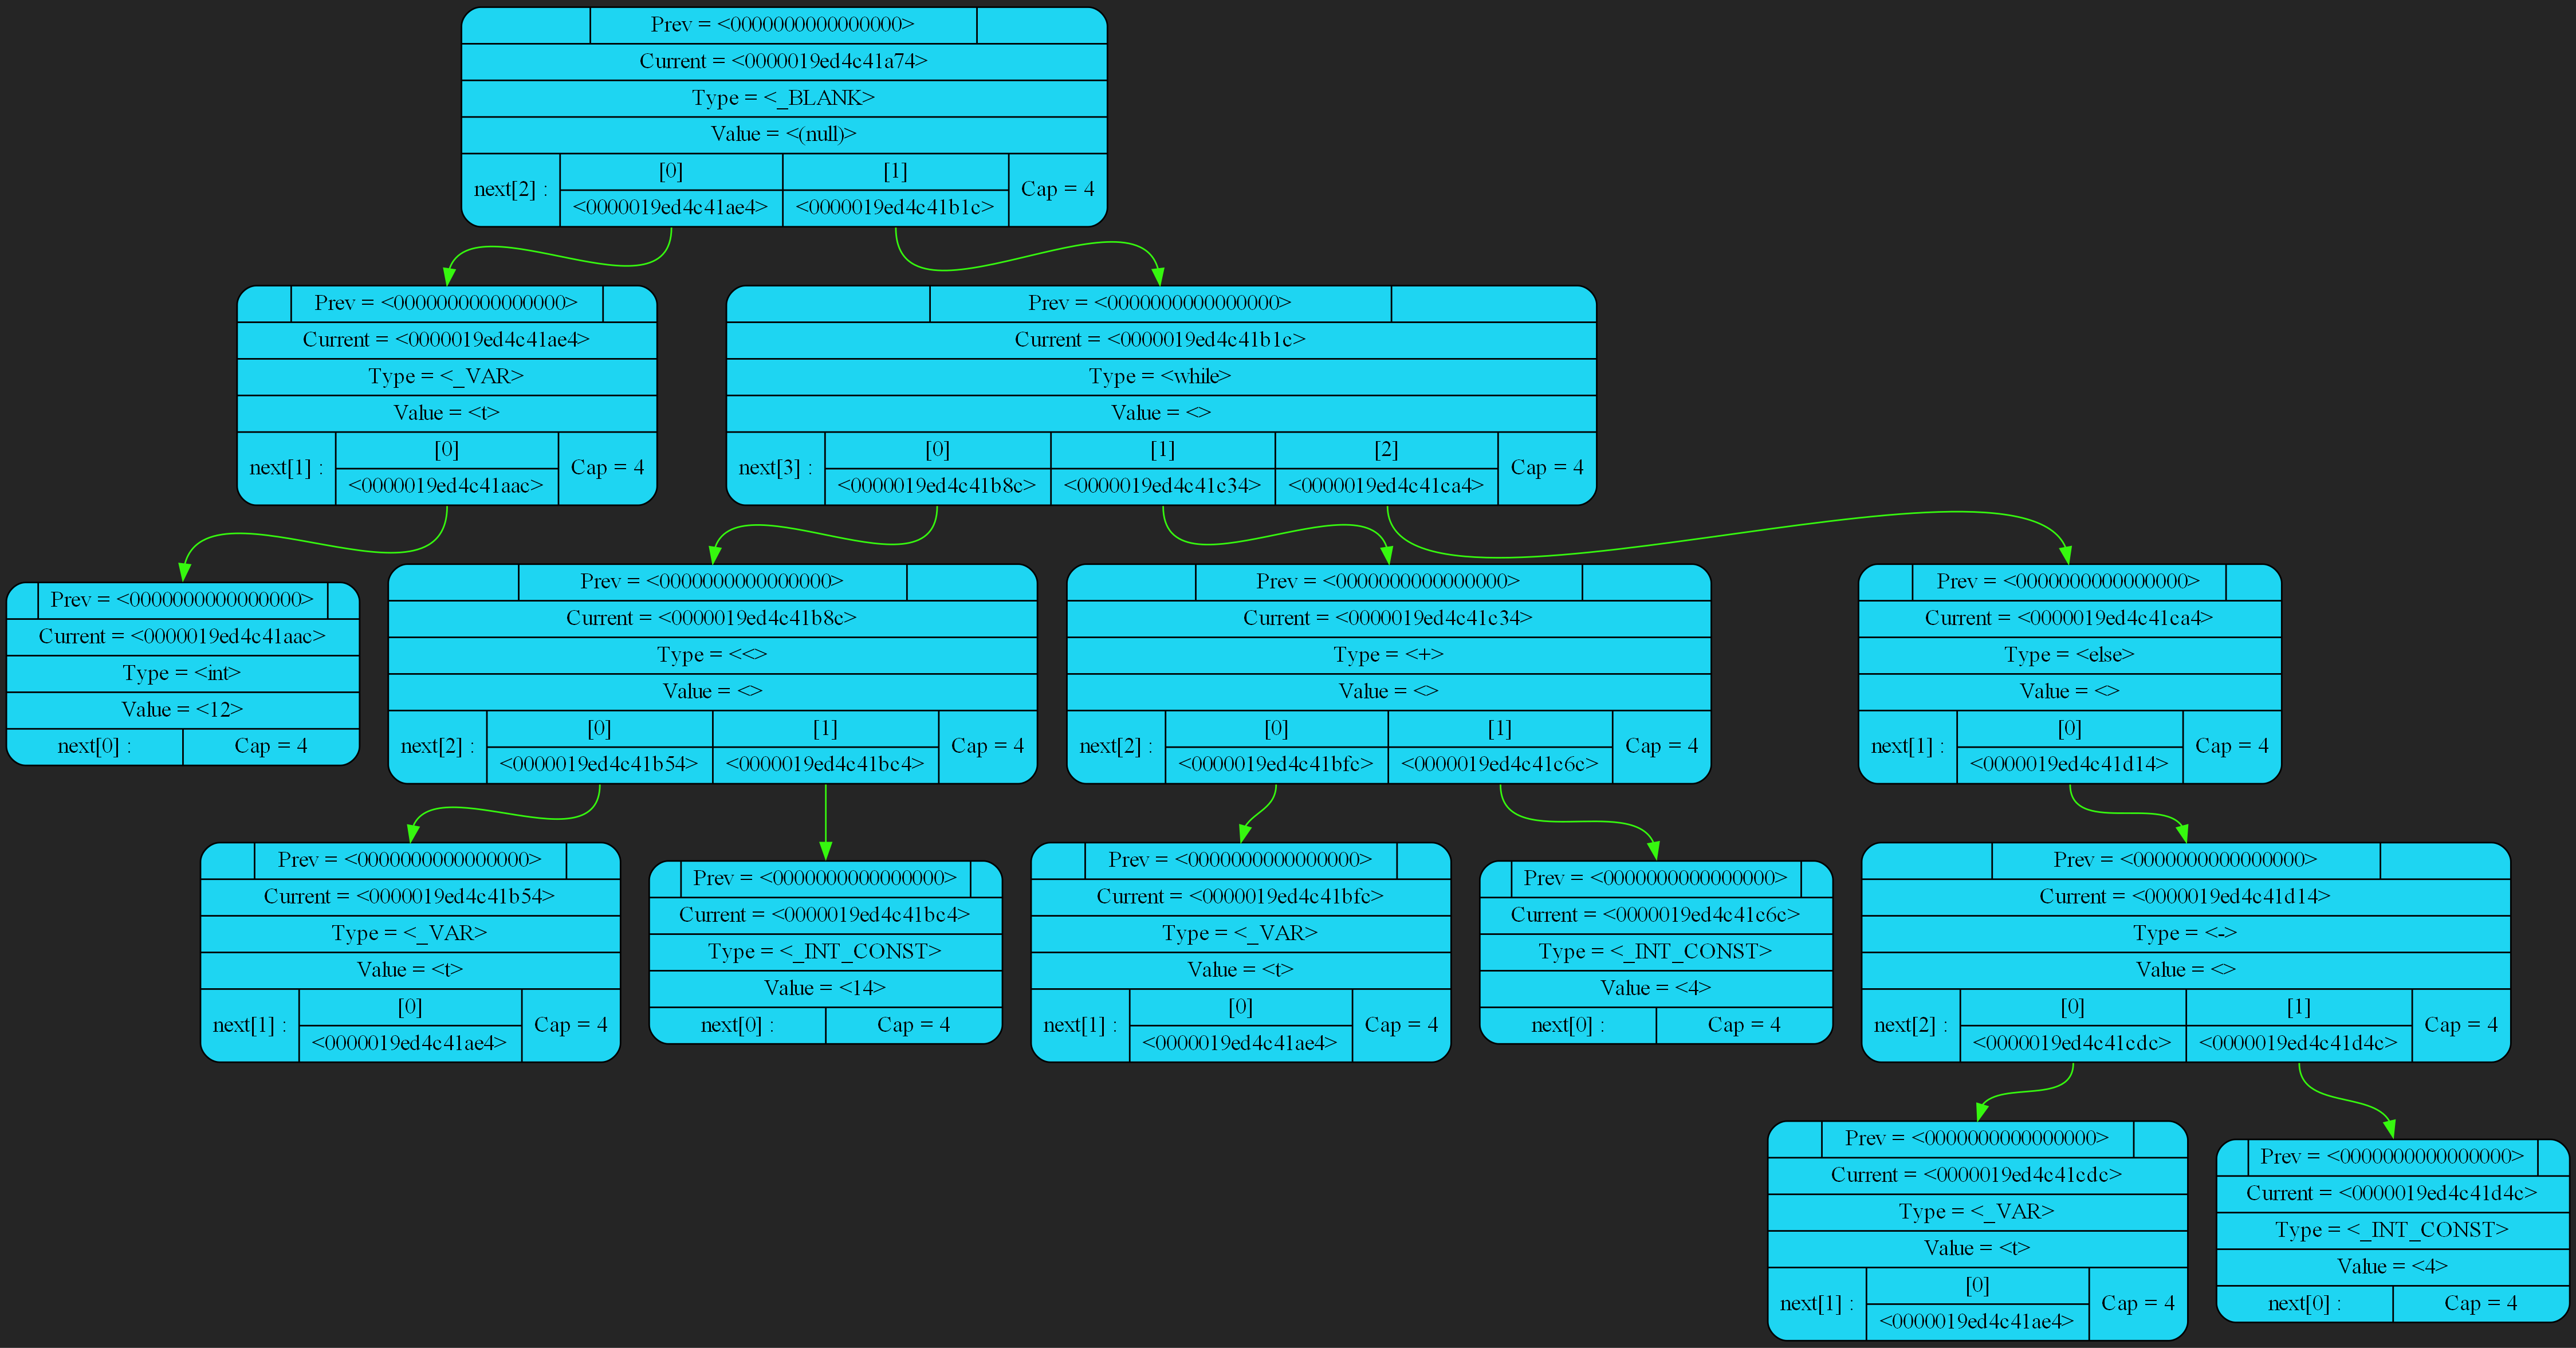 Prev = <0000000000000000>
Current = <0000019ed4c41a74>
Type = <_BLANK>
Value = <(null)>
next[2] : [0] [1] Cap = 4
<0000019ed4c41ae4> <0000019ed4c41b1c>
Prev = <0000000000000000>
Current = <0000019ed4c41ae4>
Type = <_VAR>
Value = <t>
next[1] : [0] Cap = 4
<0000019ed4c41aac>
Prev = <0000000000000000>
Current = <0000019ed4c41b1c>
Type = <while>
Value = <>
next[3] : [0] [1] [2] Cap = 4
<0000019ed4c41b8c> <0000019ed4c41c34> <0000019ed4c41ca4>
Prev = <0000000000000000>
Current = <0000019ed4c41aac>
Type = <int>
Value = <12>
next[0] : Cap = 4
Prev = <0000000000000000>
Current = <0000019ed4c41b8c>
Type = <<>
Value = <>
next[2] : [0] [1] Cap = 4
<0000019ed4c41b54> <0000019ed4c41bc4>
Prev = <0000000000000000>
Current = <0000019ed4c41c34>
Type = <+>
Value = <>
next[2] : [0] [1] Cap = 4
<0000019ed4c41bfc> <0000019ed4c41c6c>
Prev = <0000000000000000>
Current = <0000019ed4c41ca4>
Type = <else>
Value = <>
next[1] : [0] Cap = 4
<0000019ed4c41d14>
Prev = <0000000000000000>
Current = <0000019ed4c41b54>
Type = <_VAR>
Value = <t>
next[1] : [0] Cap = 4
<0000019ed4c41ae4>
Prev = <0000000000000000>
Current = <0000019ed4c41bc4>
Type = <_INT_CONST>
Value = <14>
next[0] : Cap = 4
Prev = <0000000000000000>
Current = <0000019ed4c41bfc>
Type = <_VAR>
Value = <t>
next[1] : [0] Cap = 4
<0000019ed4c41ae4>
Prev = <0000000000000000>
Current = <0000019ed4c41c6c>
Type = <_INT_CONST>
Value = <4>
next[0] : Cap = 4
Prev = <0000000000000000>
Current = <0000019ed4c41d14>
Type = <->
Value = <>
next[2] : [0] [1] Cap = 4
<0000019ed4c41cdc> <0000019ed4c41d4c>
Prev = <0000000000000000>
Current = <0000019ed4c41cdc>
Type = <_VAR>
Value = <t>
next[1] : [0] Cap = 4
<0000019ed4c41ae4>
Prev = <0000000000000000>
Current = <0000019ed4c41d4c>
Type = <_INT_CONST>
Value = <4>
next[0] : Cap = 4